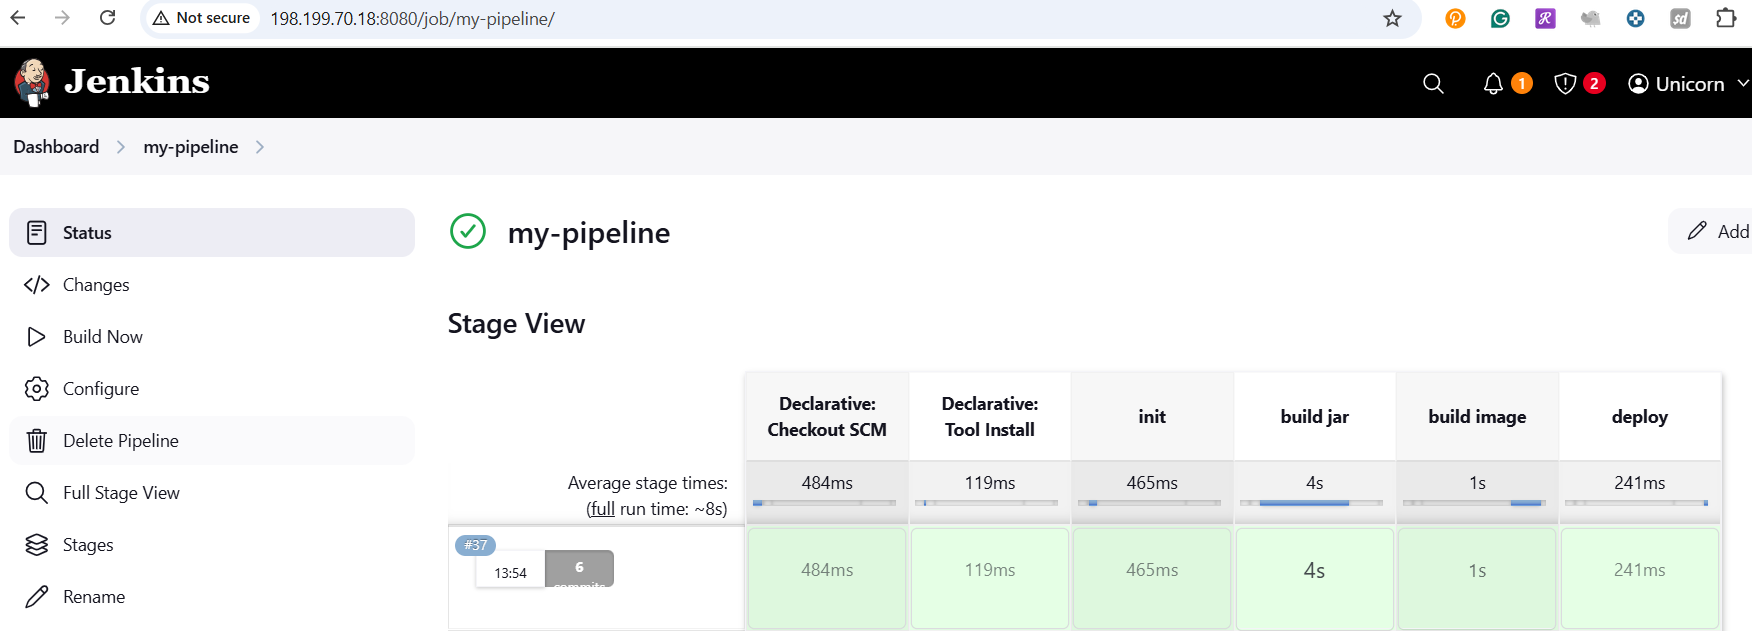 Not secure 198.199.70.18:8080/job/my-pipeline/
Jenkins
1
2
Unicorn
Dashboard
my-pipeline
Status
Changes
Build Now
Configure
Delete Pipeline
Full Stage View
Stages
Rename
my-pipeline
Add
Stage View
Declarative:
Checkout SCM
Declarative:
Tool Install
init
build jar
build image
deploy
Average stage times:
(full run time: ~8s)
484ms
119ms
465ms
4s
1s
241ms
#37
13:54
6
commits
484ms
119ms
465ms
4s
1s
241ms